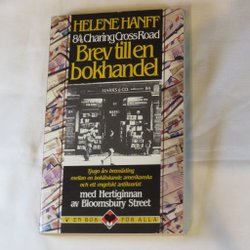 HELENE HANFF
84, Charing Cross Road
Brev till en
bokhandel
MARKS & CO.
84
Tjugo års brevväxling
mellan en bokälskande amerikanska
och ett engelskt antikvariat
med Hertiginnan
av Bloomsbury Street
EN BOK FÖR ALLA